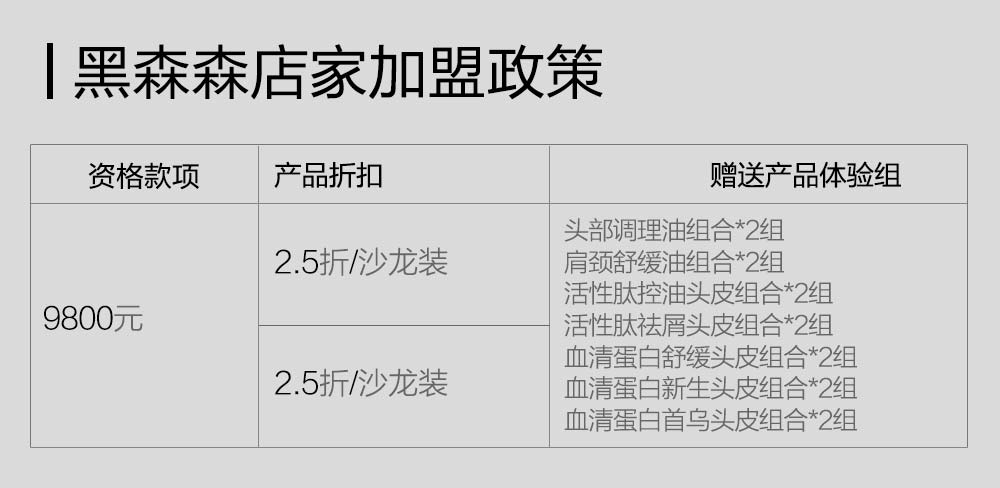 黑森森店家加盟政策
资格款项 产品折扣 赠送产品体验组
9800元
2.5折/沙龙装
2.5折/沙龙装
头部调理油组合*2组
肩颈舒缓油组合*2组
活性肽控油头皮组合*2组
活性肽祛屑头皮组合*2组
血清蛋白舒缓头皮组合*2组
血清蛋白新生头皮组合*2组
血清蛋白首乌头皮组合*2组